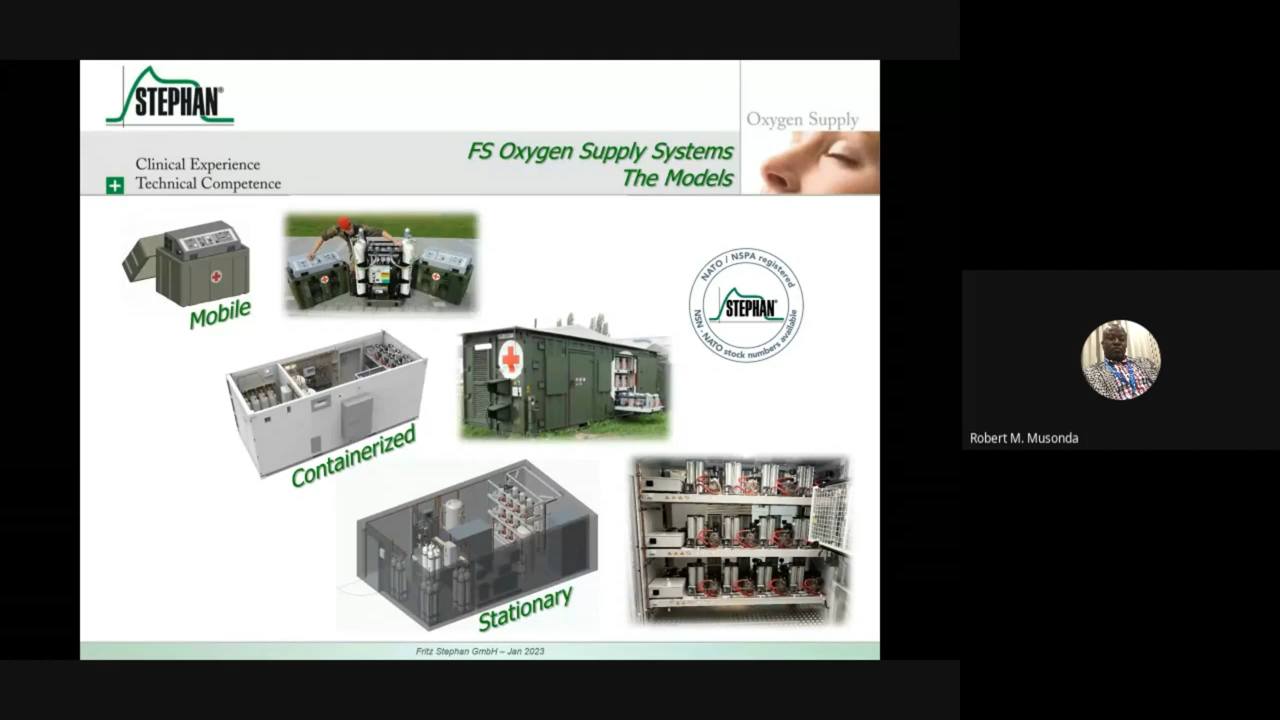 STEPHAN®
Oxygen Supply
Clinical Experience
Technical Competence
FS Oxygen Supply Systems
The Models
Mobile
NATO / NSPA registered
STEPHAN®
NSN - NATO stock numbers available
Containerized
Stationary
Fritz Stephan GmbH – Jan 2023
Robert M. Musonda